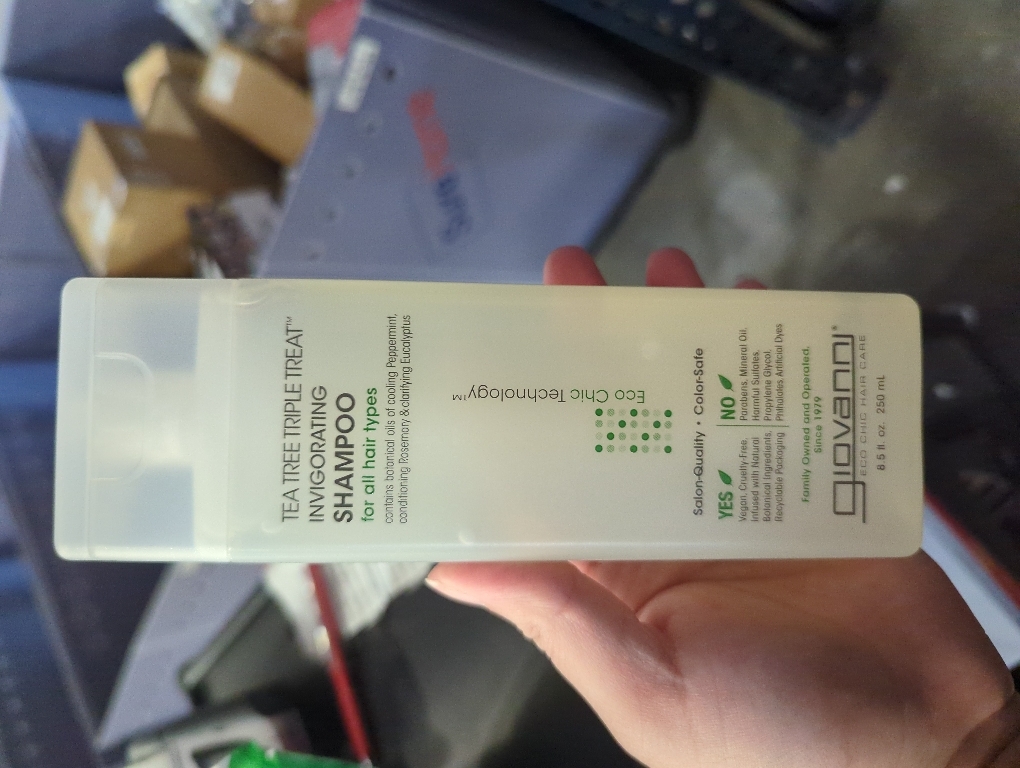 TEA TREE TRIPLE TREAT™
INVIGORATING
SHAMPOO
for all hair types
contains botanical oils of cooling Peppermint,
conditioning Rosemary & clarifying Eucalyptus
Eco Chic Technology™
Salon-Quality • Color-Safe
YES
Vegan, Cruelty-Free,
Infused with Natural
Botanical Ingredients,
Recyclable Packaging
NO
Parabens, Mineral Oil,
Harmful Sulfates,
Propylene Glycol,
Phthalates, Artificial Dyes
Family Owned and Operated,
Since 1979
giovanni®
ECO CHIC HAIR CARE
8.5 fl. oz. 250 mL